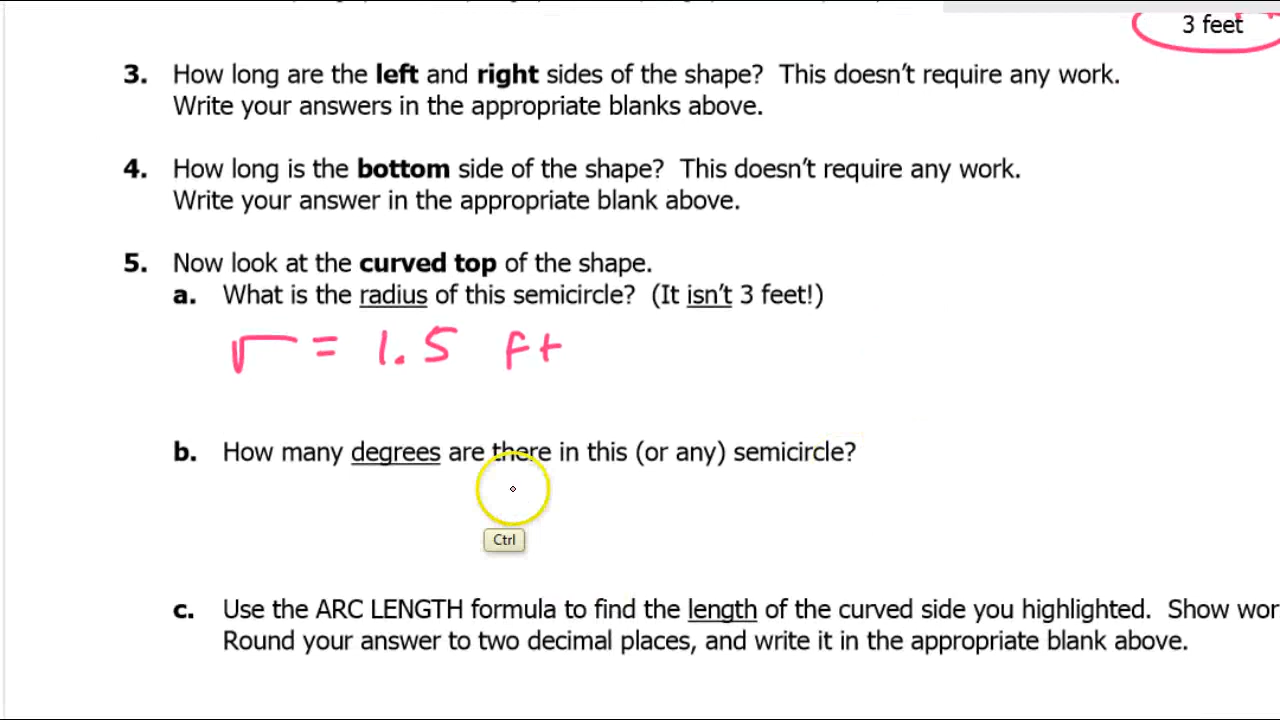 3 feet
3. How long are the left and right sides of the shape? This doesn't require any work.
Write your answers in the appropriate blanks above.
4. How long is the bottom side of the shape? This doesn't require any work.
Write your answer in the appropriate blank above.
5. Now look at the curved top of the shape.
a. What is the radius of this semicircle? (It isn't 3 feet!)
r = 1.5 ft
b. How many degrees are there in this (or any) semicircle?
Ctrl
c. Use the ARC LENGTH formula to find the length of the curved side you highlighted. Show wor
Round your answer to two decimal places, and write it in the appropriate blank above.